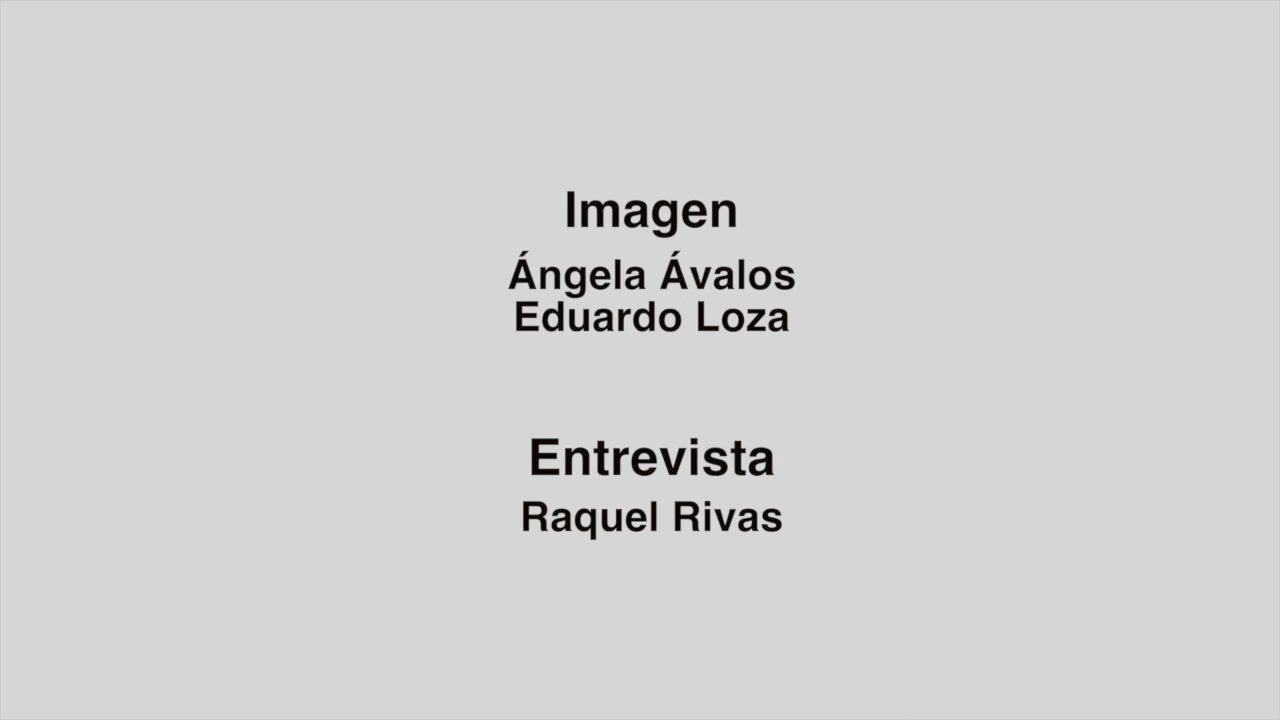 Imagen
Ángela Ávalos
Eduardo Loza
Entrevista
Raquel Rivas